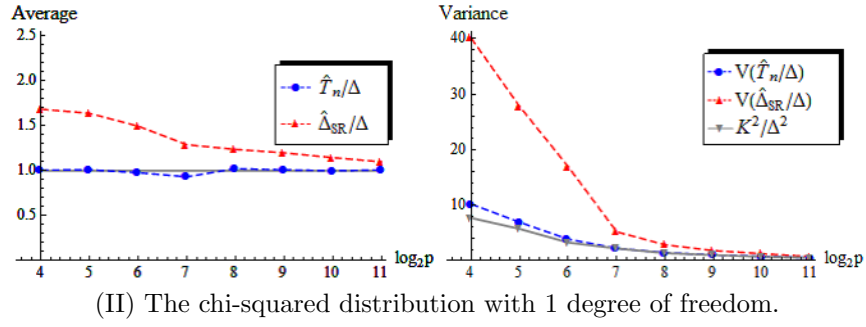 Average
2.5
2.0
1.5
1.0
0.5
4 5 6 7 8 9 10 11
log₂p
T̂ₙ/Δ
Δ̂_SR/Δ
Variance
40
30
20
10
4 5 6 7 8 9 10 11
log₂p
V(T̂ₙ/Δ)
V(Δ̂_SR/Δ)
K²/Δ²
(II) The chi-squared distribution with 1 degree of freedom.